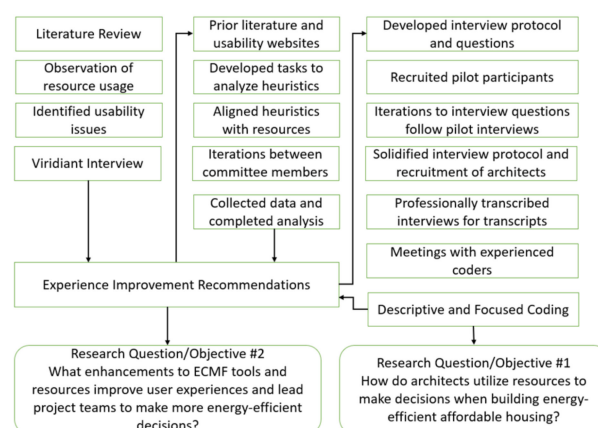 Literature Review
Observation of
resource usage
Identified usability
issues
Viridiant Interview
Prior literature and
usability websites
Developed tasks to
analyze heuristics
Aligned heuristics
with resources
Iterations between
committee members
Collected data and
completed analysis
Developed interview protocol
and questions
Recruited pilot participants
Iterations to interview questions
follow pilot interviews
Solidified interview protocol and
recruitment of architects
Professionally transcribed
interviews for transcripts
Meetings with experienced
coders
Experience Improvement Recommendations
Descriptive and Focused Coding
Research Question/Objective #2
What enhancements to ECMF tools and
resources improve user experiences and lead
project teams to make more energy-efficient
decisions?
Research Question/Objective #1
How do architects utilize resources to
make decisions when building energy-
efficient affordable housing?